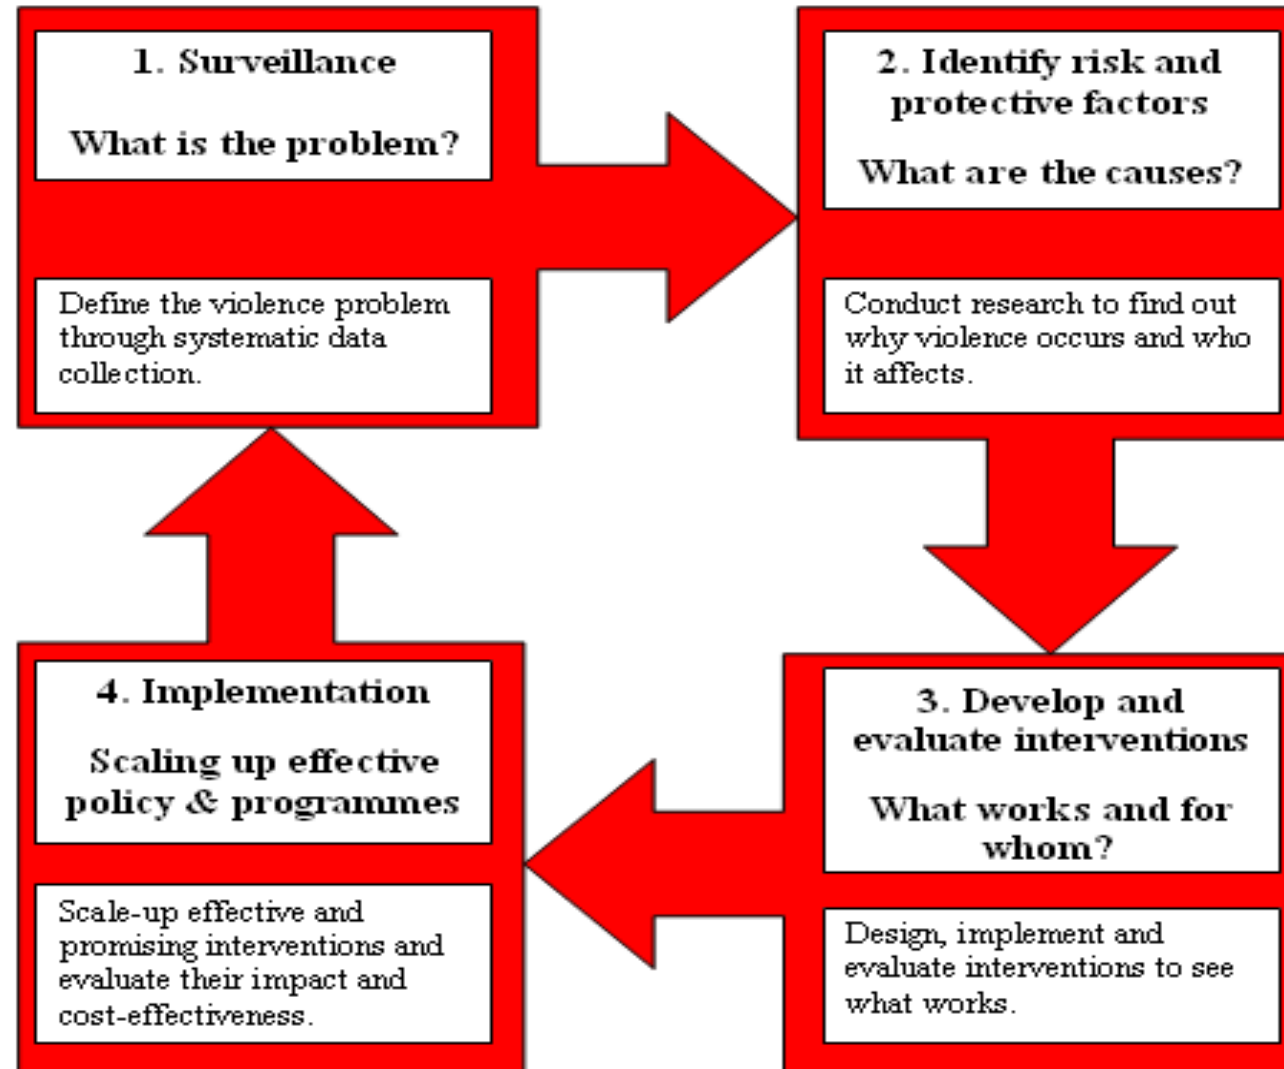 1. Surveillance
What is the problem?
Define the violence problem
through systematic data
collection.
2. Identify risk and
protective factors
What are the causes?
Conduct research to find out
why violence occurs and who
it affects.
3. Develop and
evaluate interventions
What works and for
whom?
Design, implement and
evaluate interventions to see
what works.
4. Implementation
Scaling up effective
policy & programmes
Scale-up effective and
promising interventions and
evaluate their impact and
cost-effectiveness.